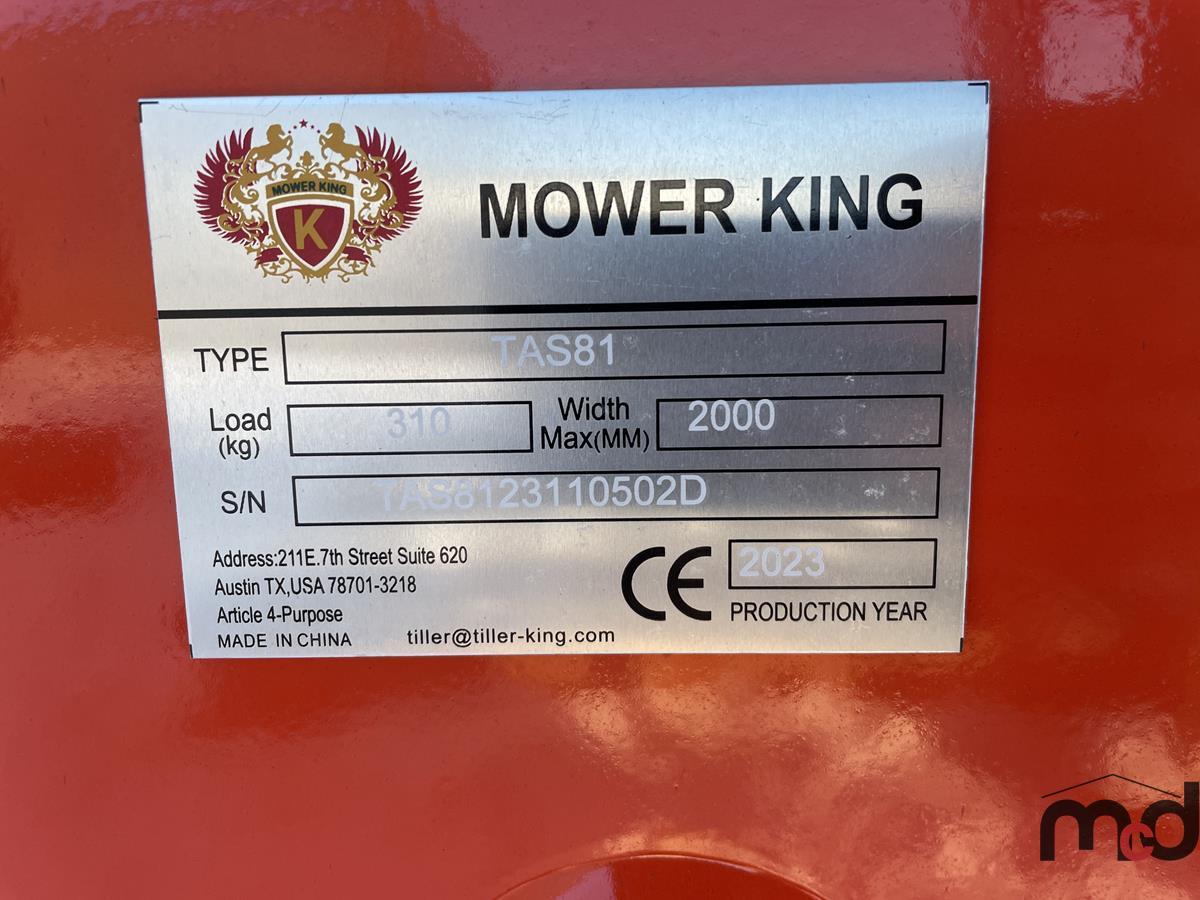 MOWER KING
K
MOWER KING
TYPE TAS81
Load (kg) 310 Width Max(MM) 2000
S/N TAS8123110502D
Address:211E.7th Street Suite 620
Austin TX,USA 78701-3218
Article 4-Purpose
MADE IN CHINA tiller@tiller-king.com
CE 2023
PRODUCTION YEAR
mcd